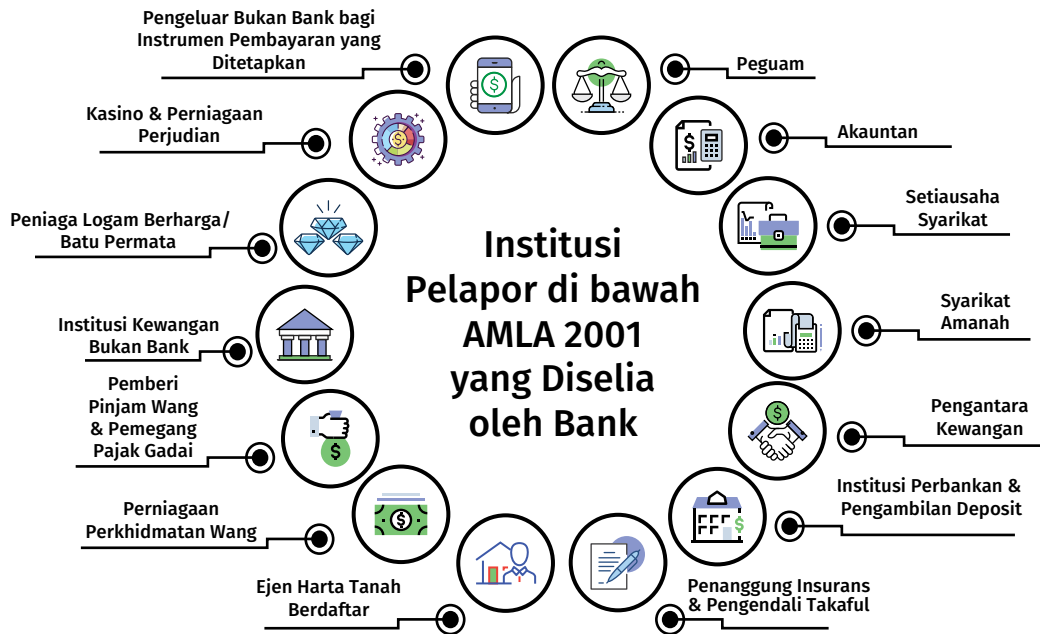 Institusi
Pelapor di bawah
AMLA 2001
yang Diselia
oleh Bank
Peguam
Akauntan
Setiausaha
Syarikat
Syarikat
Amanah
Pengantara
Kewangan
Institusi Perbankan &
Pengambilan Deposit
Penanggung Insurans
& Pengendali Takaful
Ejen Harta Tanah
Berdaftar
Perniagaan
Perkhidmatan Wang
Pemberi
Pinjam Wang
& Pemegang
Pajak Gadai
Institusi Kewangan
Bukan Bank
Peniaga Logam Berharga/
Batu Permata
Kasino & Perniagaan
Perjudian
Pengeluar Bukan Bank bagi
Instrumen Pembayaran yang
Ditetapkan